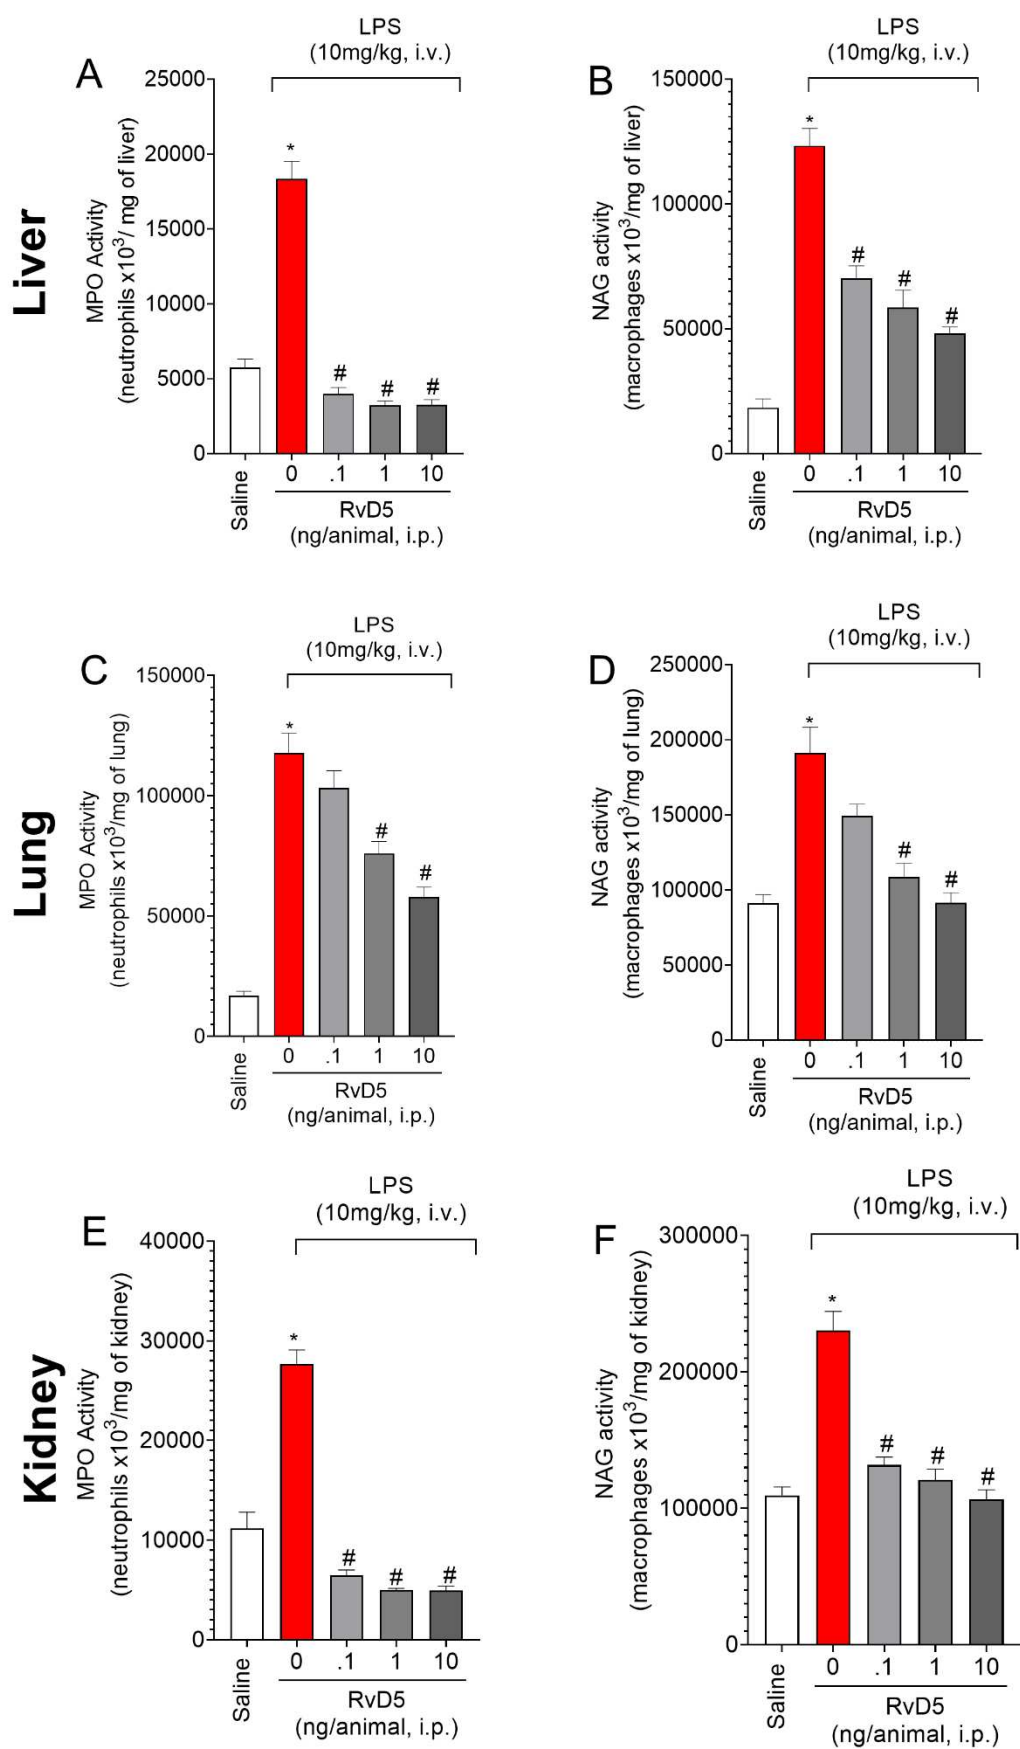 Liver
A
LPS
(10mg/kg, i.v.)
MPO Activity
(neutrophils x10³/ mg of liver)
25000
20000
15000
10000
5000
0
*
#
#
#
Saline
0
.1
1
10
RvD5
(ng/animal, i.p.)
B
LPS
(10mg/kg, i.v.)
NAG activity
(macrophages x10³/mg of liver)
150000
100000
50000
0
*
#
#
#
Saline
0
.1
1
10
RvD5
(ng/animal, i.p.)
Lung
C
LPS
(10mg/kg, i.v.)
MPO Activity
(neutrophils x10³/mg of lung)
150000
100000
50000
0
*
#
#
Saline
0
.1
1
10
RvD5
(ng/animal, i.p.)
D
LPS
(10mg/kg, i.v.)
NAG activity
(macrophages x10³/mg of lung)
250000
200000
150000
100000
50000
0
*
#
#
Saline
0
.1
1
10
RvD5
(ng/animal, i.p.)
Kidney
E
LPS
(10mg/kg, i.v.)
MPO Activity
(neutrophils x10³/mg of kidney)
40000
30000
20000
10000
0
*
#
#
#
Saline
0
.1
1
10
RvD5
(ng/animal, i.p.)
F
LPS
(10mg/kg, i.v.)
NAG activity
(macrophages x10³/mg of kidney)
300000
200000
100000
0
*
#
#
#
Saline
0
.1
1
10
RvD5
(ng/animal, i.p.)